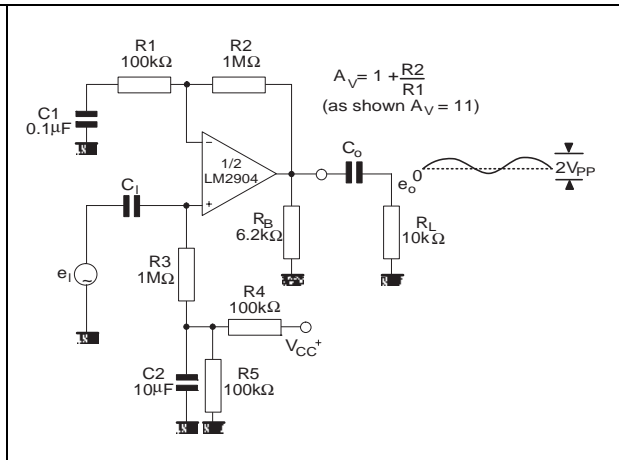 R1
100kΩ
R2
1MΩ
A_V = 1 + R2/R1
(as shown A_V = 11)
C1
0.1μF
1/2
LM2904
-
+
C_I
C_o
e_o
0
2V_PP
R_B
6.2kΩ
R_L
10kΩ
e_I
~
R3
1MΩ
R4
100kΩ
V_CC+
C2
10μF
R5
100kΩ